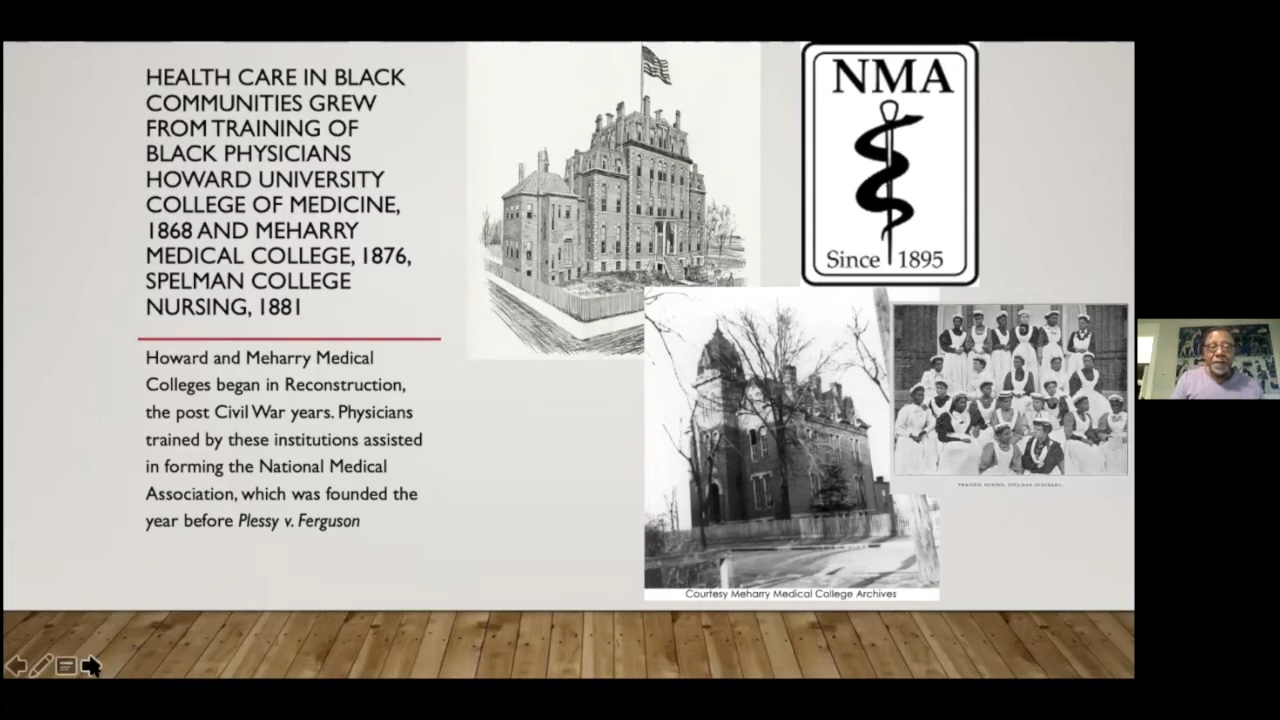 HEALTH CARE IN BLACK
COMMUNITIES GREW
FROM TRAINING OF
BLACK PHYSICIANS
HOWARD UNIVERSITY
COLLEGE OF MEDICINE,
1868 AND MEHARRY
MEDICAL COLLEGE, 1876,
SPELMAN COLLEGE
NURSING, 1881
Howard and Meharry Medical
Colleges began in Reconstruction,
the post Civil War years. Physicians
trained by these institutions assisted
in forming the National Medical
Association, which was founded the
year before Plessy v. Ferguson
NMA
Since 1895
SPELMAN SEMINARY.
Courtesy Meharry Medical College Archives